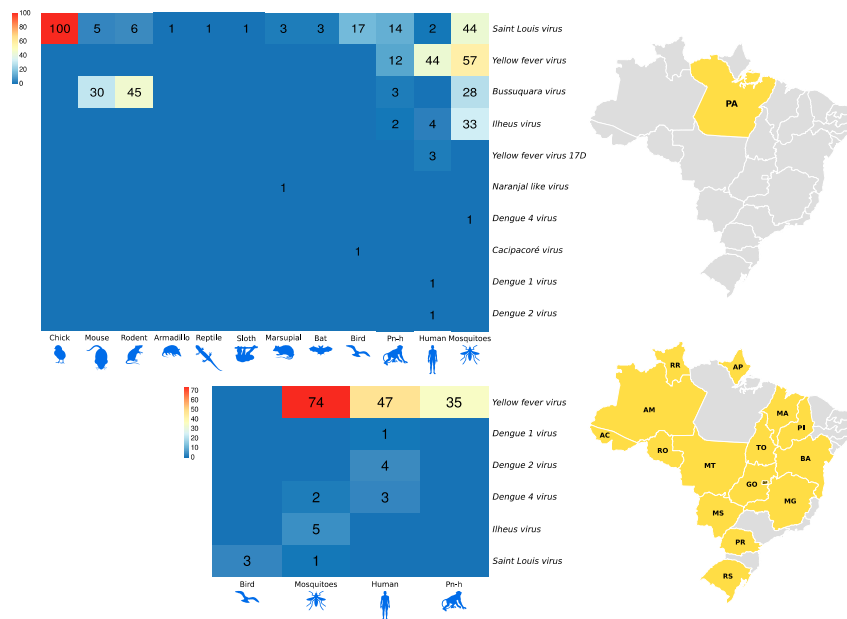 100
80
60
40
20
0
100 5 6 1 1 1 3 3 17 14 2 44 Saint Louis virus
12 44 57 Yellow fever virus
30 45 3 28 Bussuquara virus
2 4 33 Ilheus virus
3 Yellow fever virus 17D
1 Naranjal like virus
1 Dengue 4 virus
1 Cacipacoré virus
1 Dengue 1 virus
1 Dengue 2 virus
Chick Mouse Rodent Armadillo Reptile Sloth Marsupial Bat Bird Pn-h Human Mosquitoes
PA
70
60
50
40
30
20
10
0
74 47 35 Yellow fever virus
1 Dengue 1 virus
4 Dengue 2 virus
2 3 Dengue 4 virus
5 Ilheus virus
3 1 Saint Louis virus
Bird Mosquitoes Human Pn-h
RR AP
AM MA
PI
AC RO TO BA
MT
GO
MG
MS
PR
RS